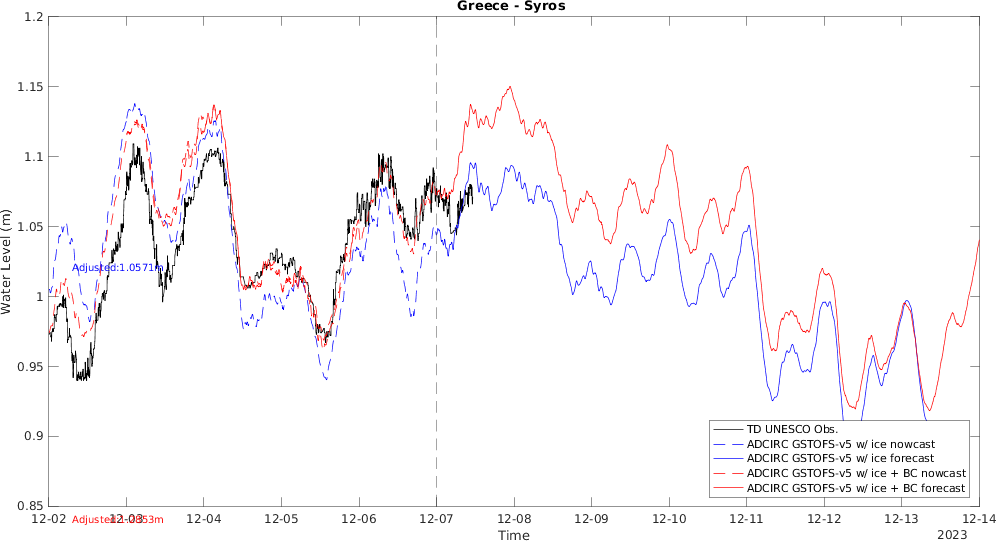 Greece - Syros
1.2
1.15
1.1
1.05
1
0.95
0.9
0.85
Water Level (m)
Adjusted:1.0571m
TD UNESCO Obs.
ADCIRC GSTOFS-v5 w/ ice nowcast
ADCIRC GSTOFS-v5 w/ ice forecast
ADCIRC GSTOFS-v5 w/ ice + BC nowcast
ADCIRC GSTOFS-v5 w/ ice + BC forecast
12-02 12-03 12-04 12-05 12-06 12-07 12-08 12-09 12-10 12-11 12-12 12-13 12-14
Time
2023